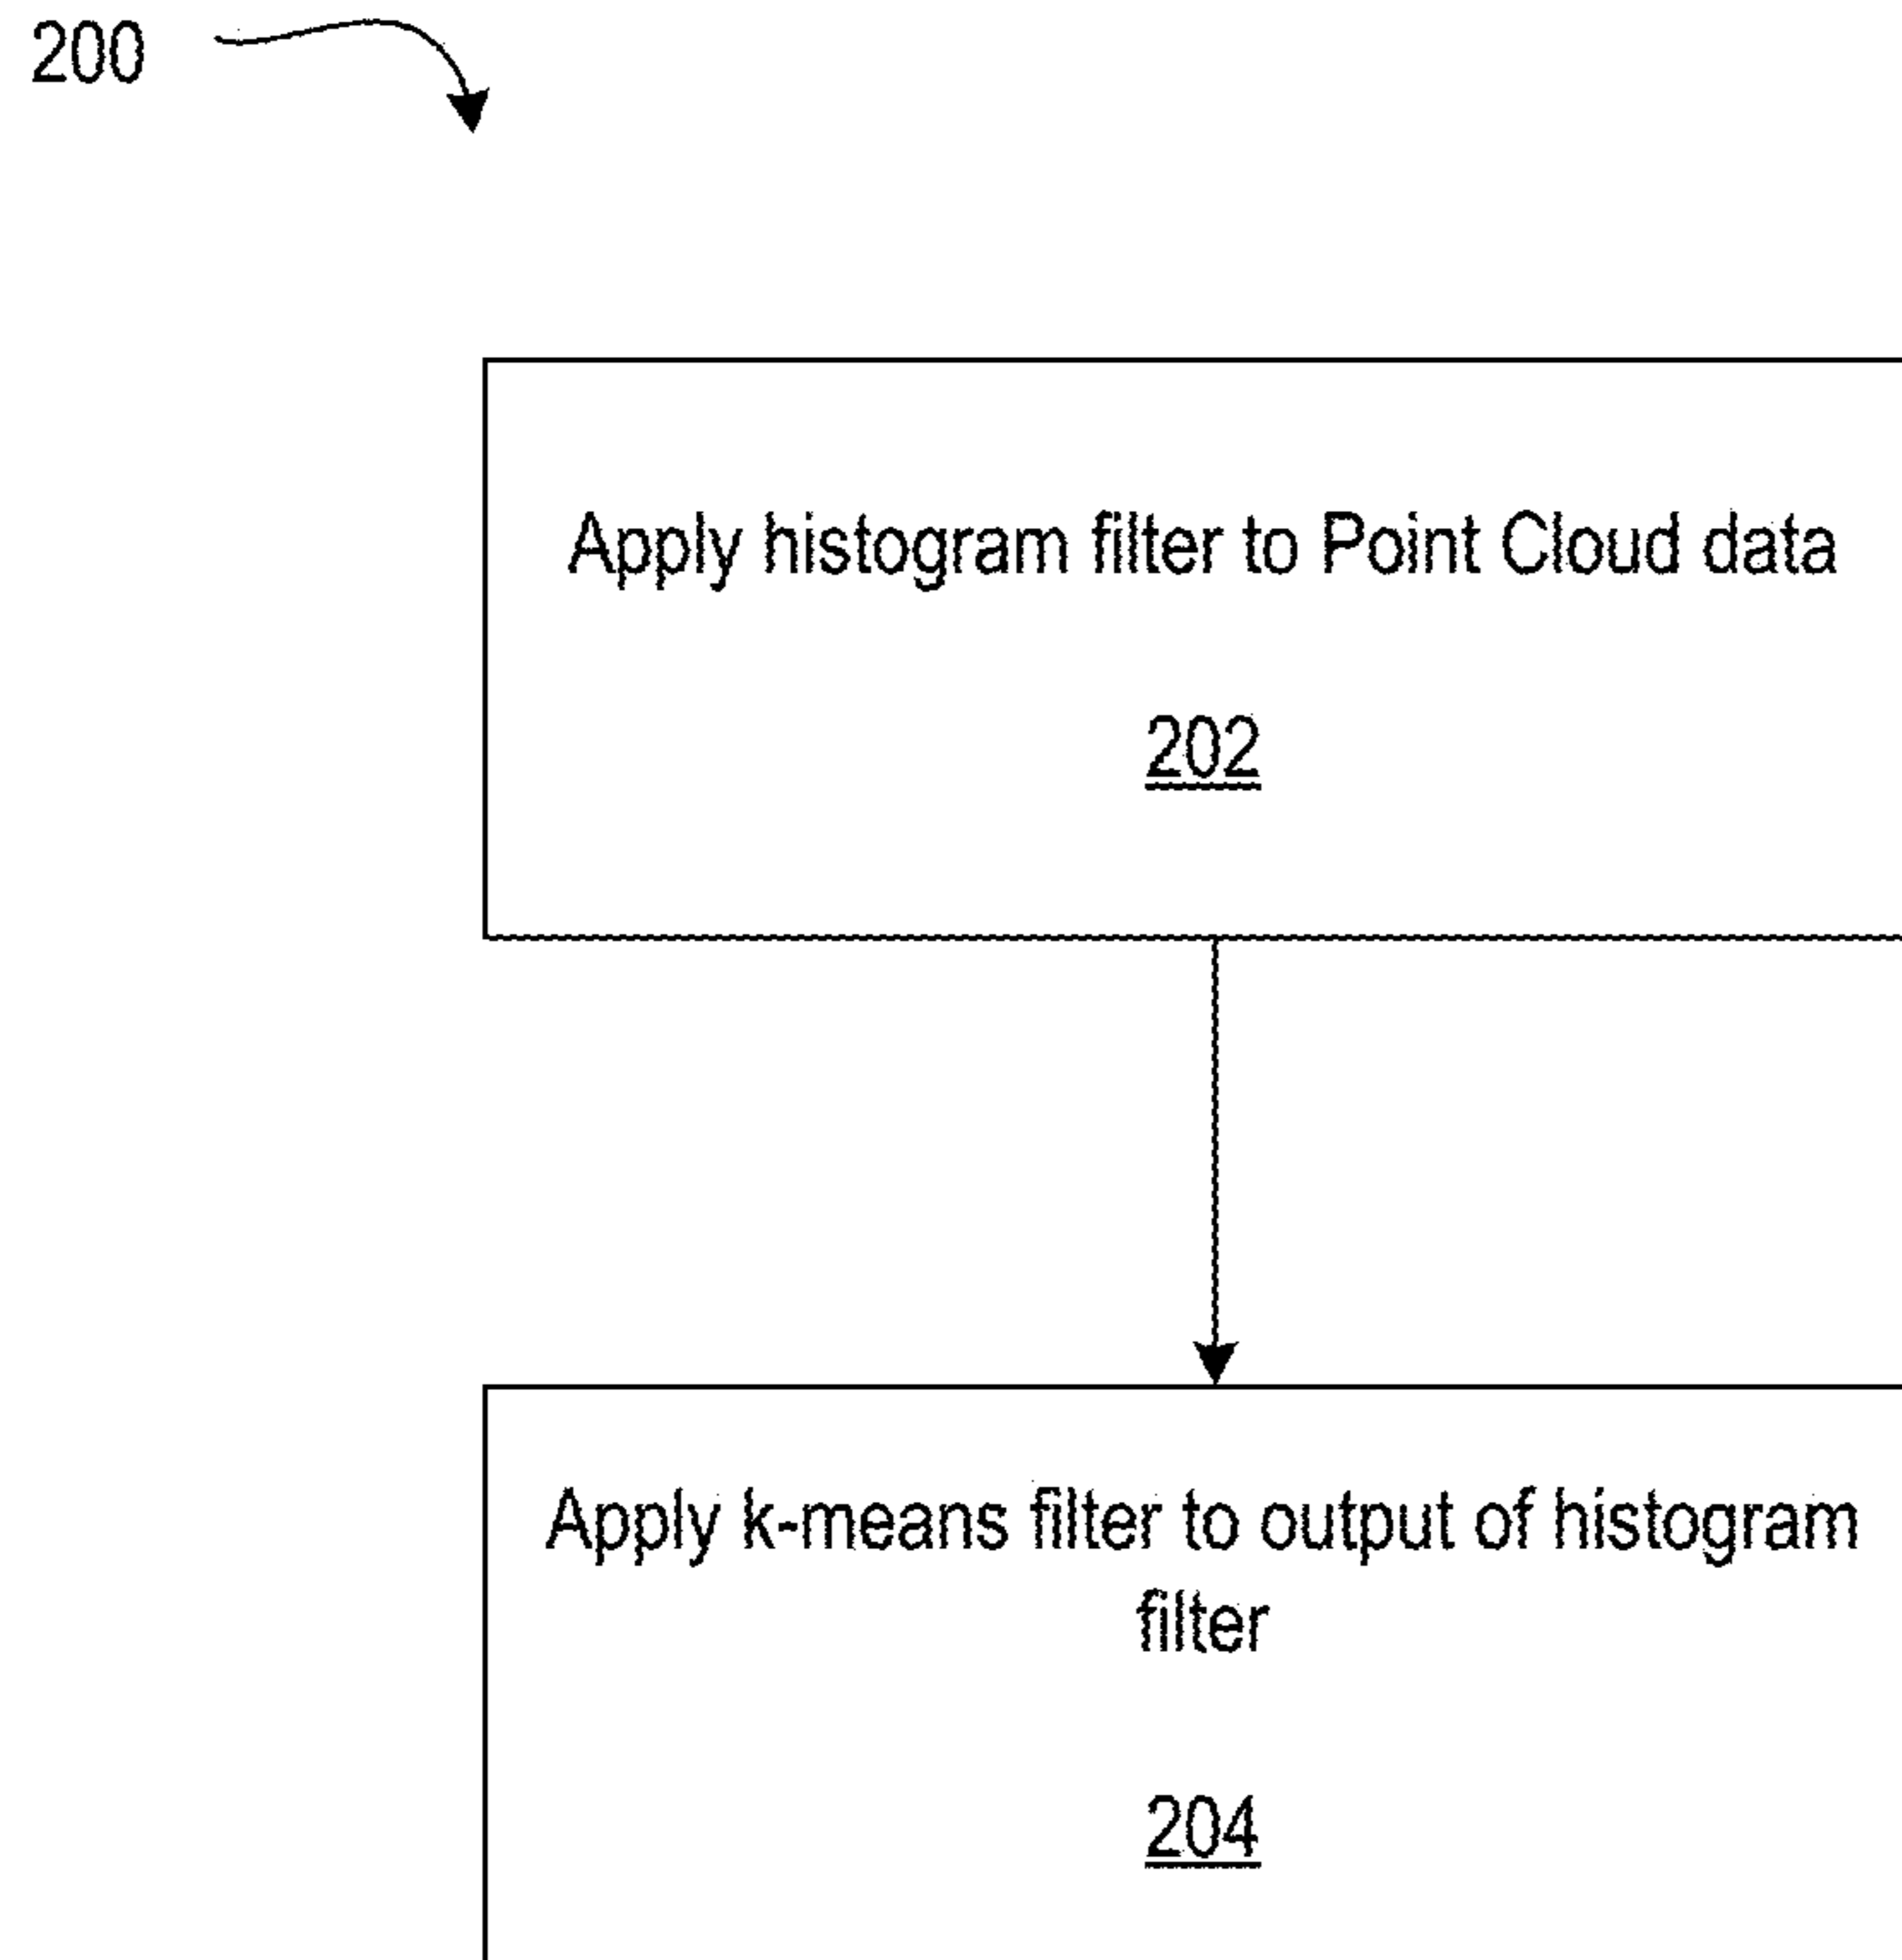 200
Apply histogram filter to Point Cloud data
202
Apply k-means filter to output of histogram
filter
204